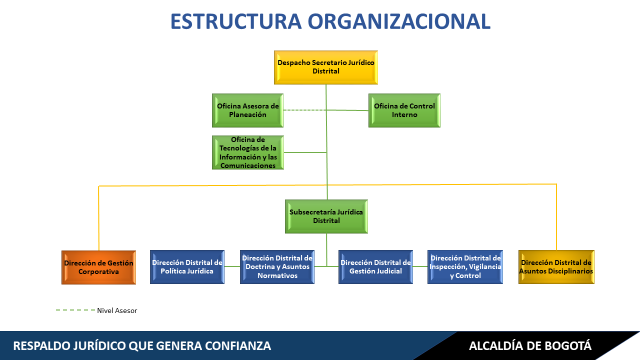 ESTRUCTURA ORGANIZACIONAL
Despacho Secretario Jurídico
Distrital
Oficina Asesora de
Planeación
Oficina de Control
Interno
Oficina de
Tecnologías de la
Información y las
Comunicaciones
Subsecretaría Jurídica
Distrital
Dirección de Gestión
Corporativa
Dirección Distrital de
Política Jurídica
Dirección Distrital de
Doctrina y Asuntos
Normativos
Dirección Distrital de
Gestión Judicial
Dirección Distrital de
Inspección, Vigilancia
y Control
Dirección Distrital de
Asuntos Disciplinarios
Nivel Asesor
RESPALDO JURÍDICO QUE GENERA CONFIANZA
ALCALDÍA DE BOGOTÁ